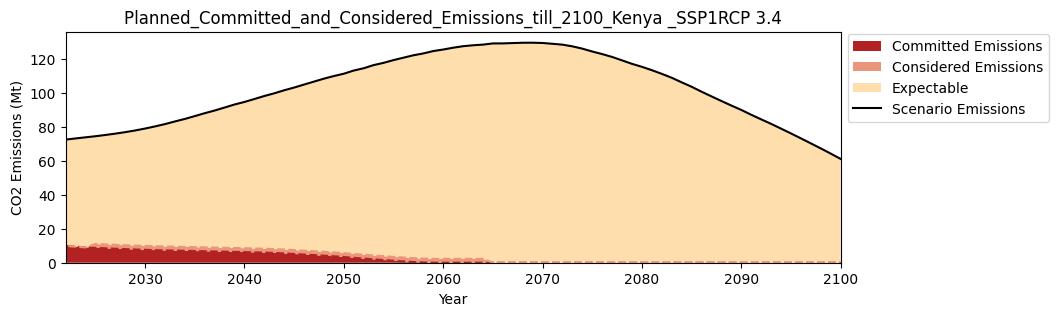 Planned_Committed_and_Considered_Emissions_till_2100_Kenya _SSP1RCP 3.4
CO2 Emissions (Mt)
120
100
80
60
40
20
0
2030
2040
2050
2060
2070
2080
2090
2100
Year
Committed Emissions
Considered Emissions
Expectable
Scenario Emissions